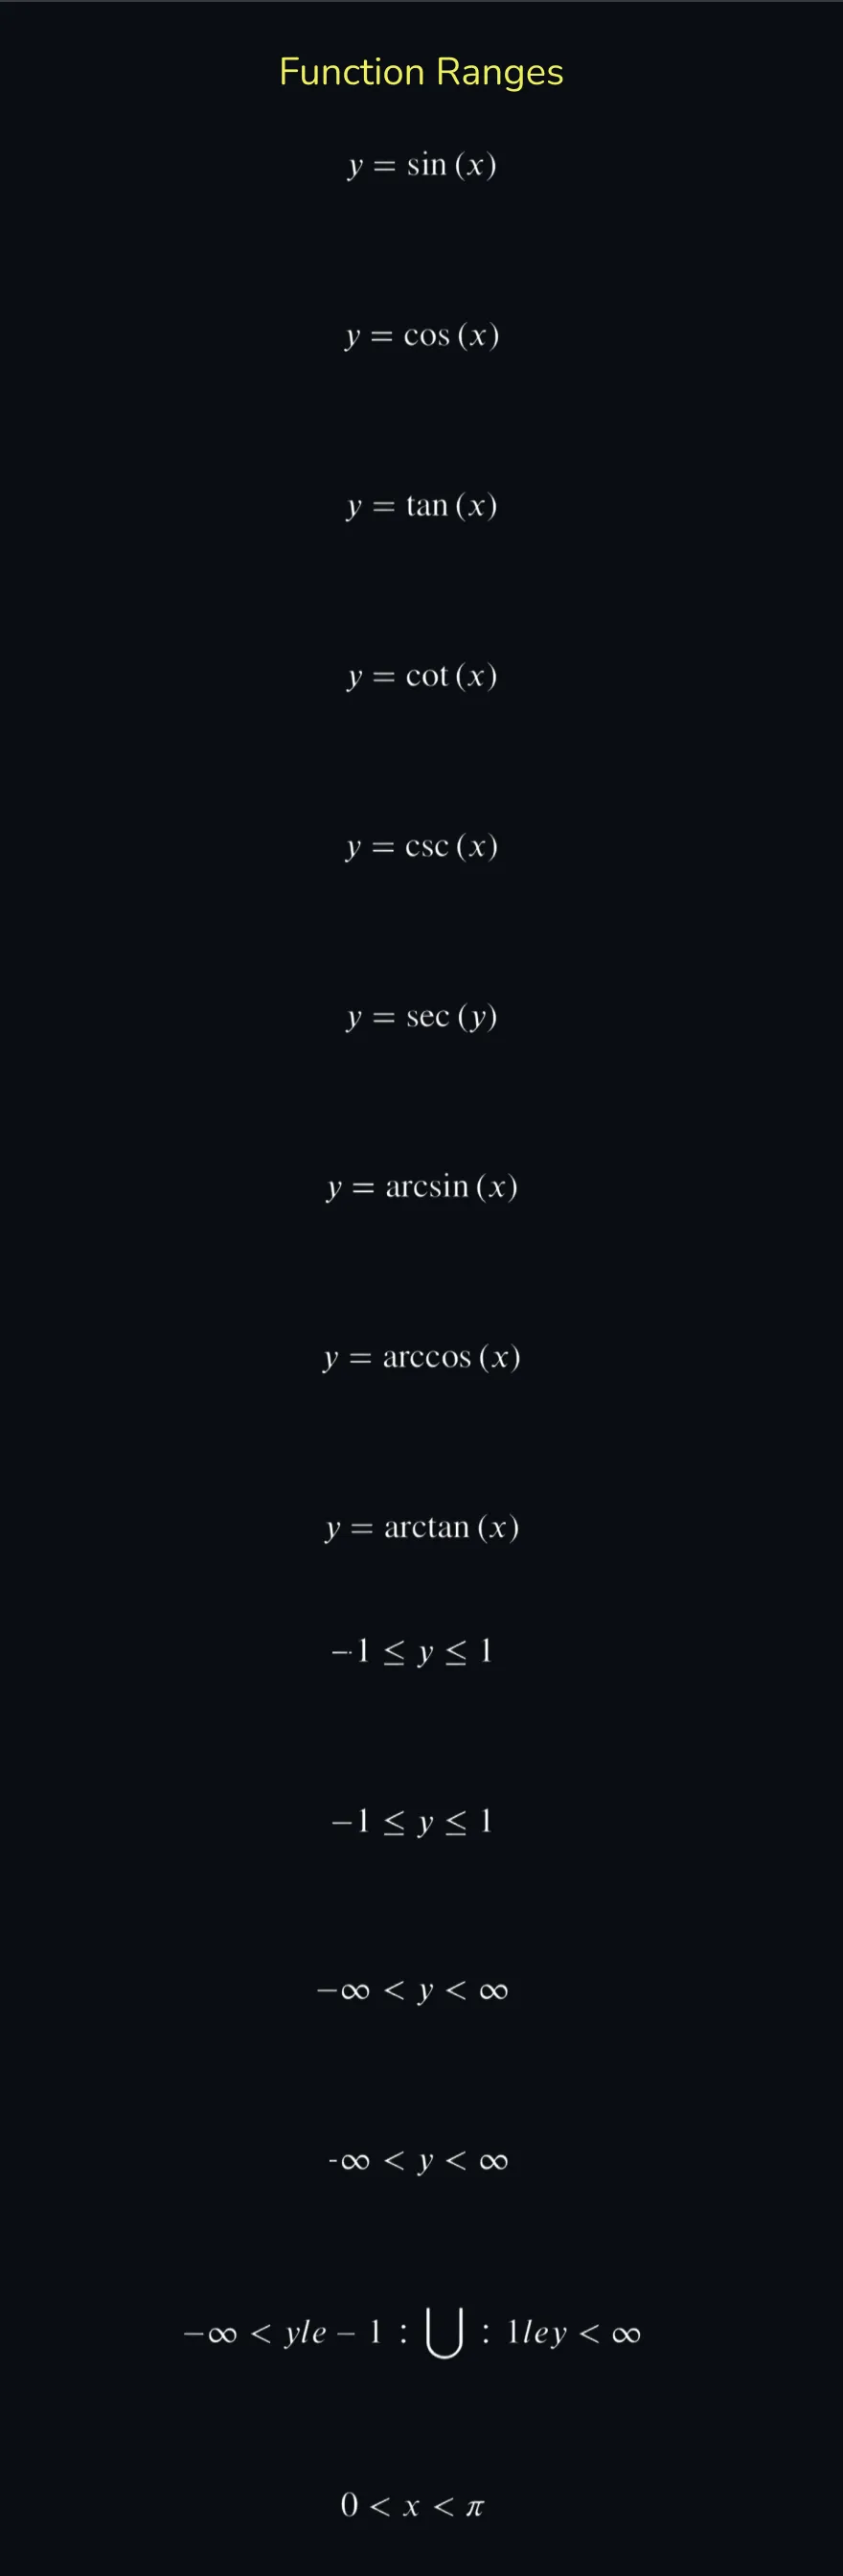 Function Ranges
y = sin (x)
y = cos (x)
y = tan (x)
y = cot (x)
y = csc (x)
y = sec (y)
y = arcsin (x)
y = arccos (x)
y = arctan (x)
−1 ≤ y ≤ 1
−1 ≤ y ≤ 1
−∞ < y < ∞
-∞ < y < ∞
−∞ < yle − 1 : ⋃ : 1ley < ∞
0 < x < π